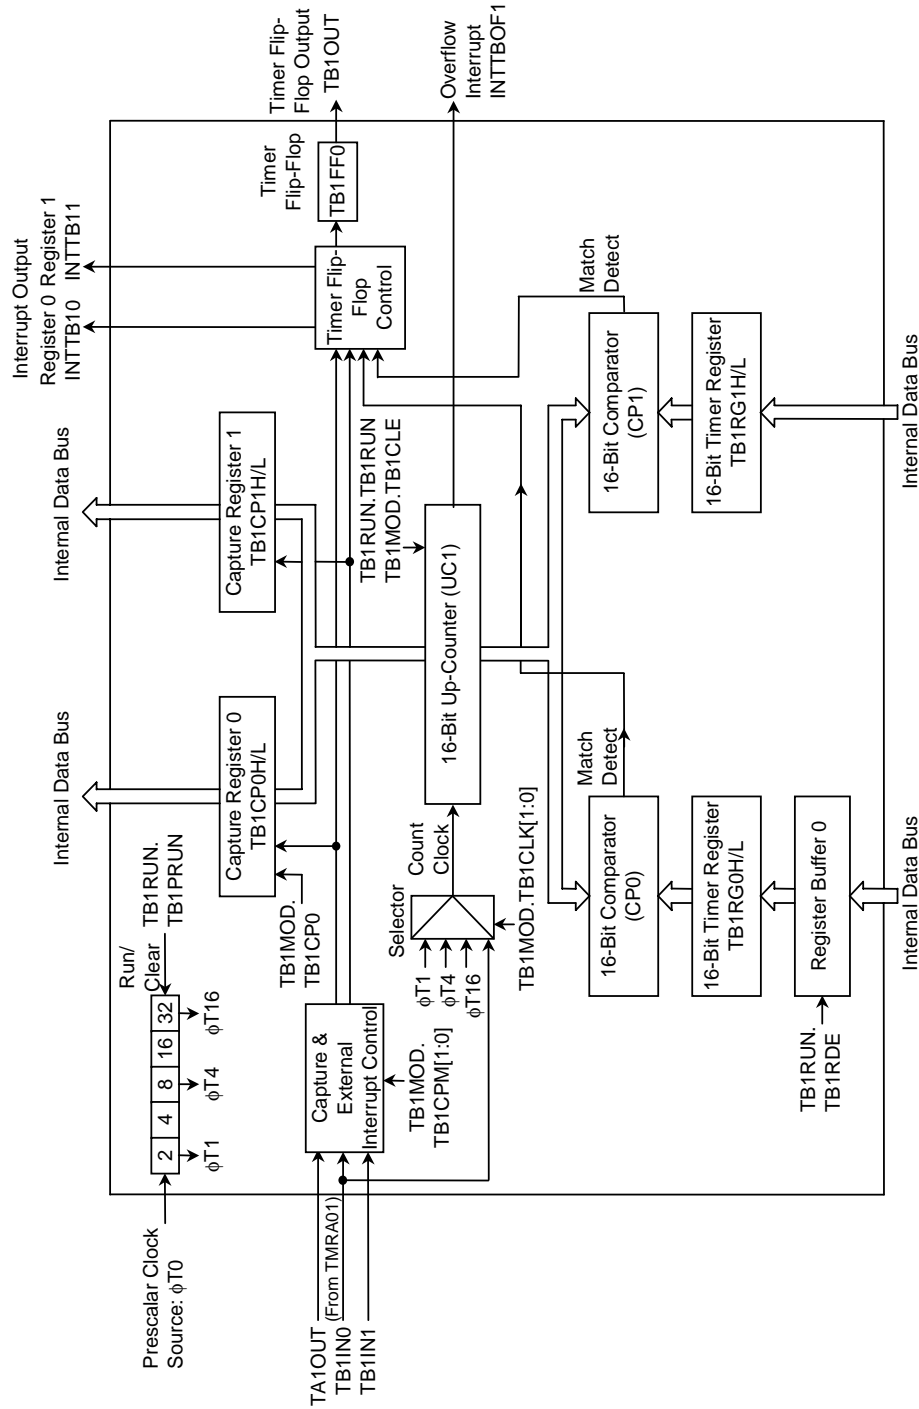 Prescalar Clock
Source: ϕT0
2 4 8 16 32
ϕT1
ϕT4
ϕT16
Run/
Clear
TB1RUN.
TB1PRUN
Internal Data Bus
Internal Data Bus
Interrupt Output
Register 0 Register 1
INTTB10 INTTB11
Capture Register 0
TB1CP0H/L
Capture Register 1
TB1CP1H/L
TB1MOD.
TB1CP0
TA1OUT
(From TMRA01)
TB1IN0
TB1IN1
Capture &
External
Interrupt Control
TB1MOD.
TB1CPM[1:0]
Timer Flip-
Flop
Control
Timer
Flip-Flop
TB1FF0
Timer Flip-
Flop Output
TB1OUT
Selector
ϕT1
ϕT4
ϕT16
TB1MOD.TB1CLK[1:0]
Count
Clock
TB1RUN.TB1RUN
TB1MOD.TB1CLE
16-Bit Up-Counter (UC1)
Overflow
Interrupt
INTTBOF1
Match
Detect
Match
Detect
16-Bit Comparator
(CP0)
16-Bit Comparator
(CP1)
16-Bit Timer Register
TB1RG0H/L
16-Bit Timer Register
TB1RG1H/L
Register Buffer 0
TB1RUN.
TB1RDE
Internal Data Bus
Internal Data Bus